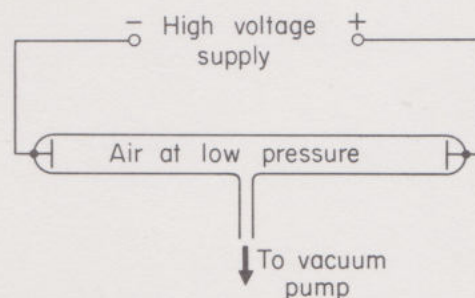 − High voltage +
supply
Air at low pressure
To vacuum
pump